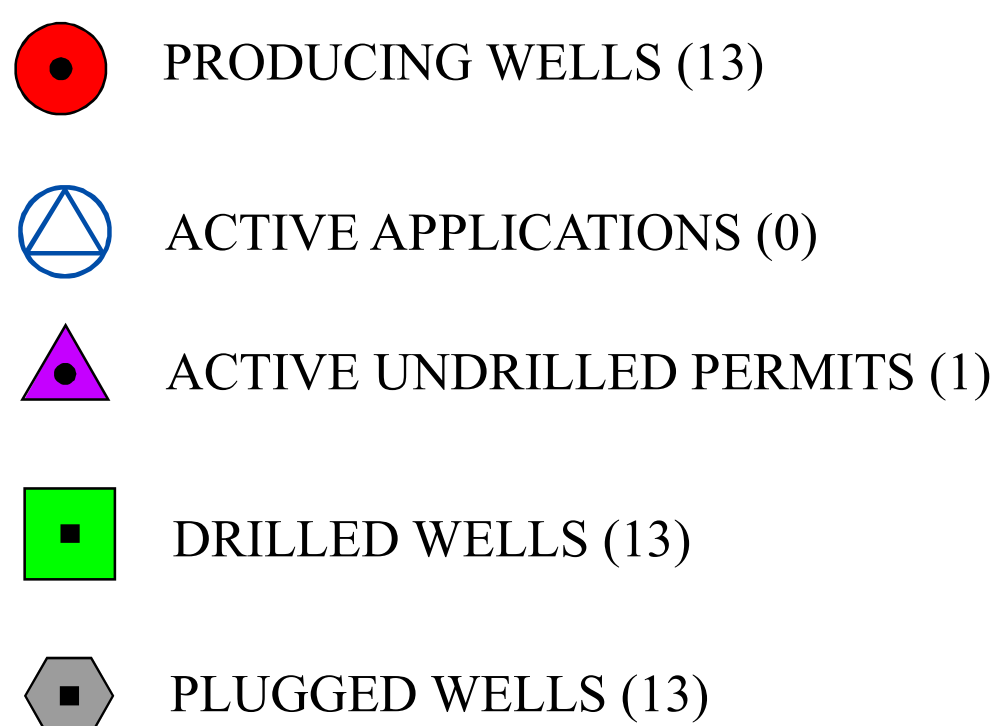 PRODUCING WELLS (13)
ACTIVE APPLICATIONS (0)
ACTIVE UNDRILLED PERMITS (1)
DRILLED WELLS (13)
PLUGGED WELLS (13)